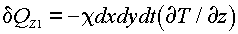 δQ_{Z1} = −χdxdydt(∂T / ∂z)